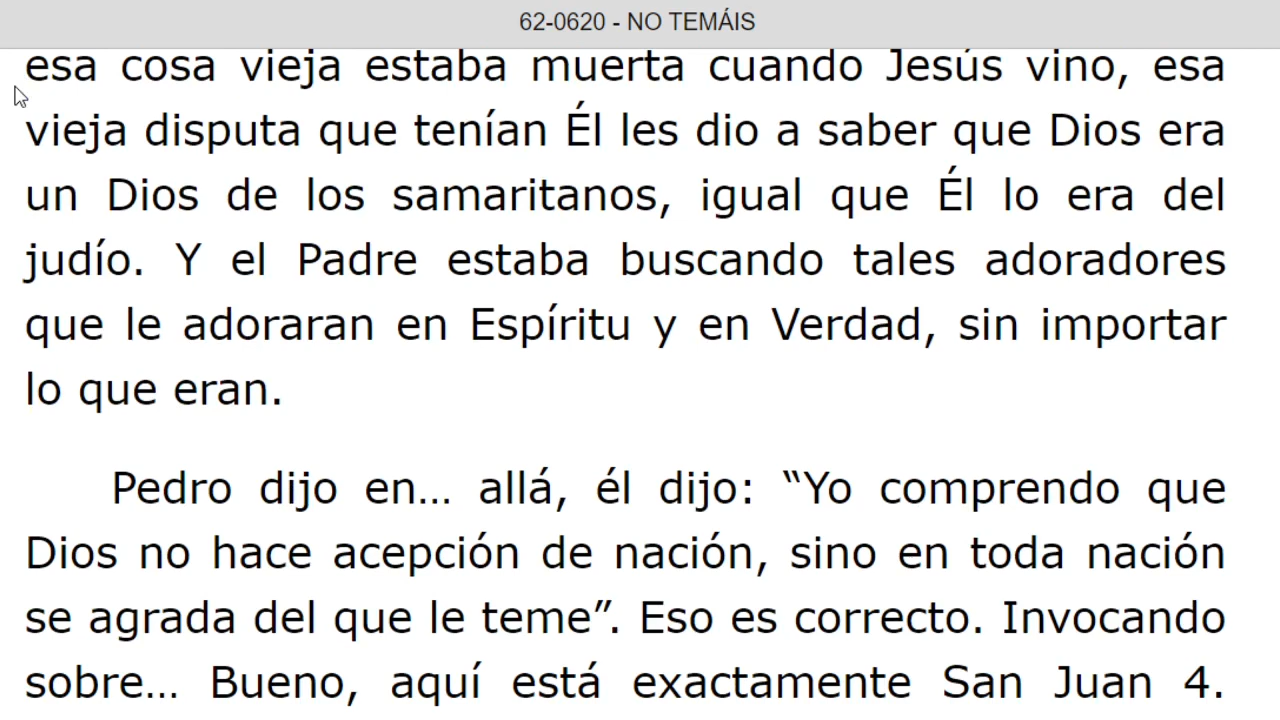 62-0620 - NO TEMÁIS
esa cosa vieja estaba muerta cuando Jesús vino, esa
vieja disputa que tenían Él les dio a saber que Dios era
un Dios de los samaritanos, igual que Él lo era del
judío. Y el Padre estaba buscando tales adoradores
que le adoraran en Espíritu y en Verdad, sin importar
lo que eran.
Pedro dijo en… allá, él dijo: “Yo comprendo que
Dios no hace acepción de nación, sino en toda nación
se agrada del que le teme”. Eso es correcto. Invocando
sobre… Bueno, aquí está exactamente San Juan 4.